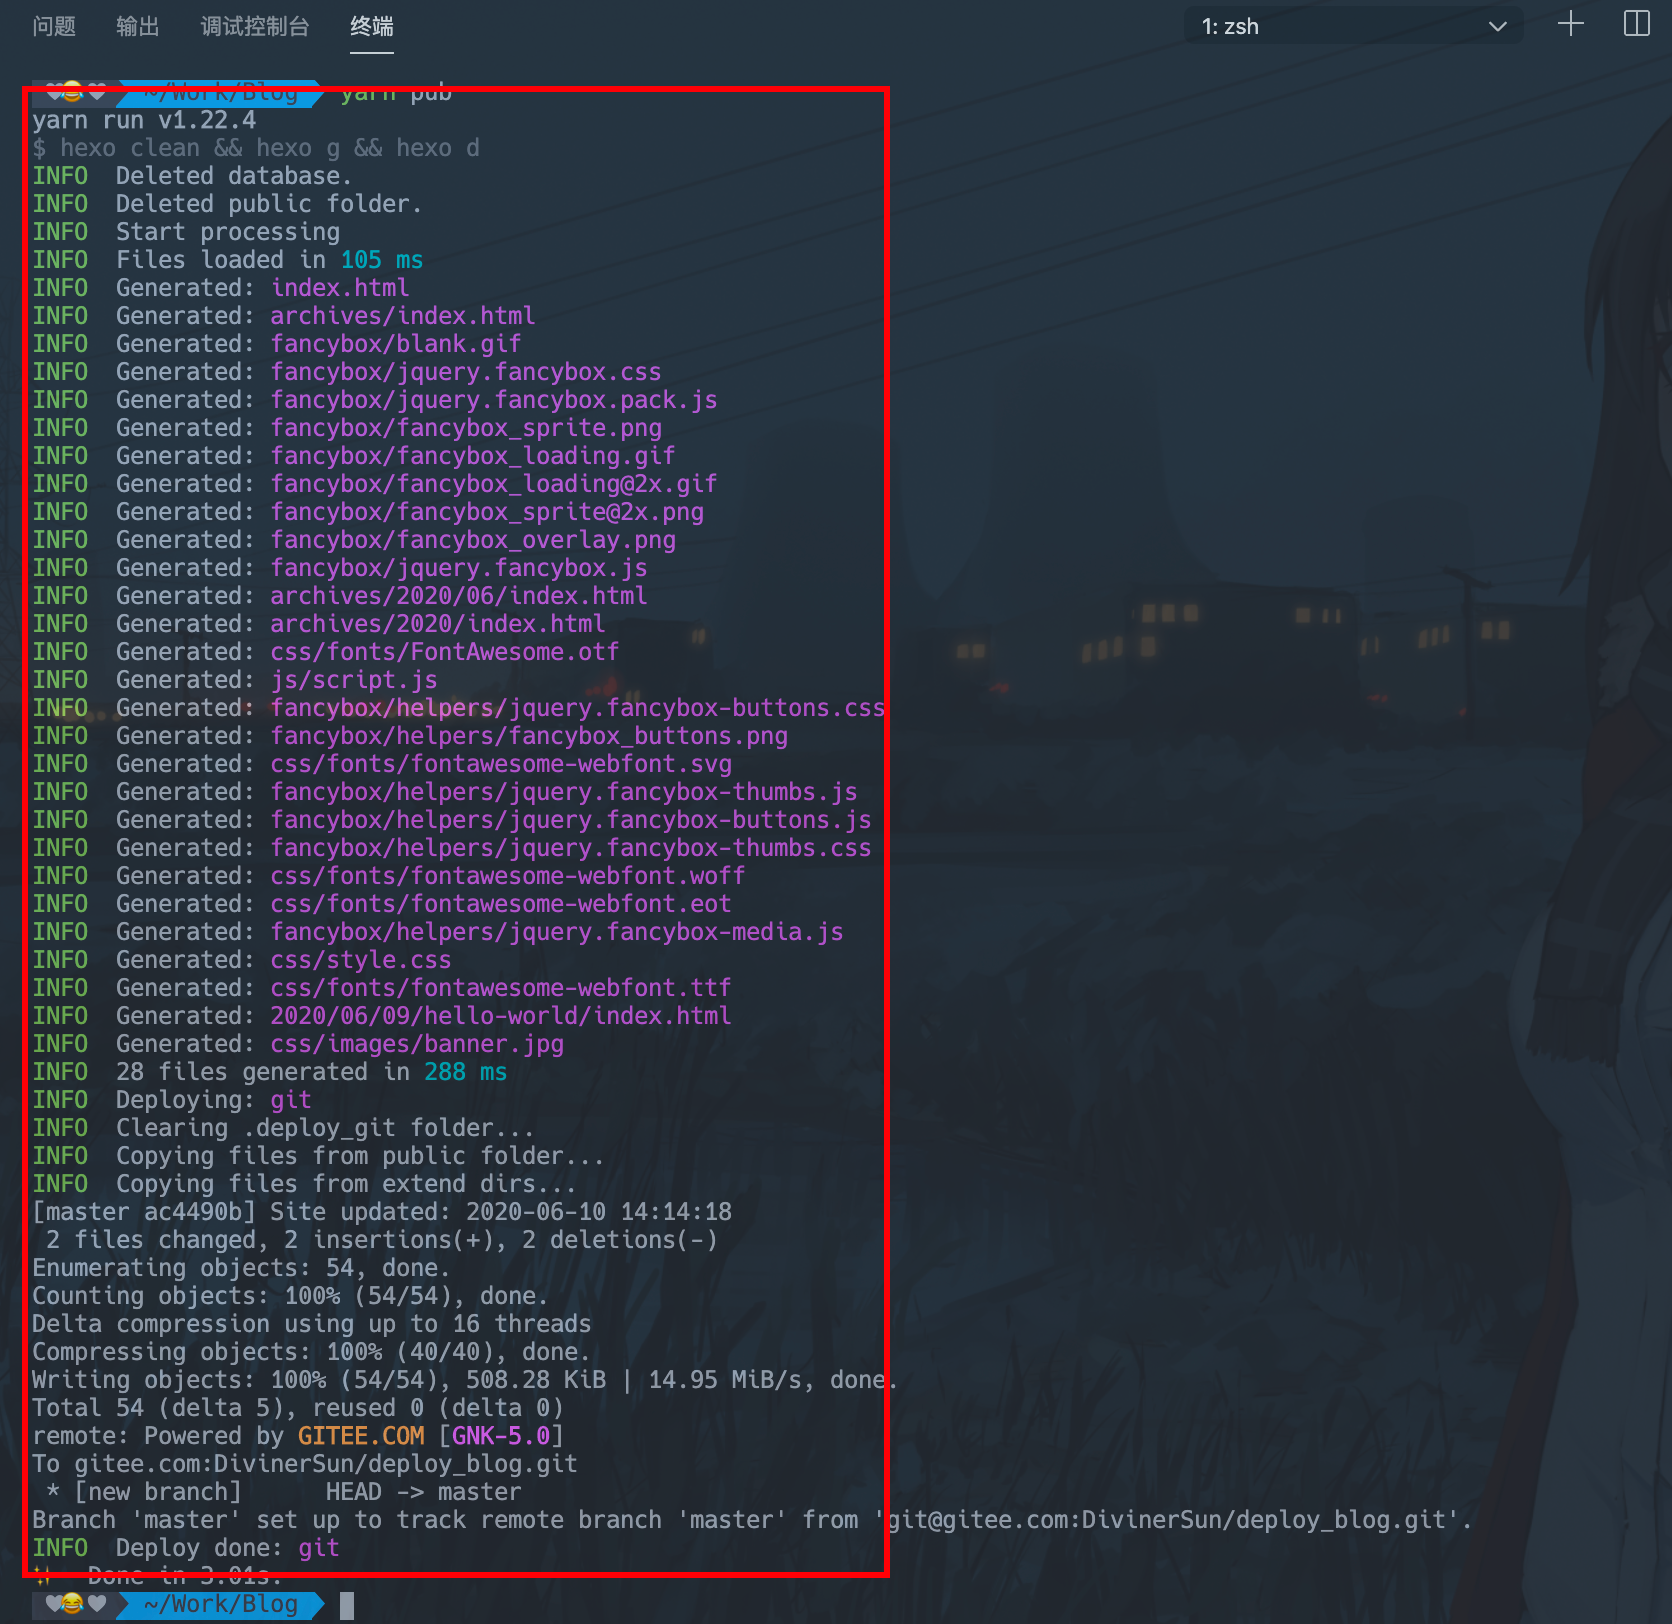 问题 输出 调试控制台 终端 1: zsh
~/Work/Blog yarn pub
yarn run v1.22.4
$ hexo clean && hexo g && hexo d
INFO  Deleted database.
INFO  Deleted public folder.
INFO  Start processing
INFO  Files loaded in 105 ms
INFO  Generated: index.html
INFO  Generated: archives/index.html
INFO  Generated: fancybox/blank.gif
INFO  Generated: fancybox/jquery.fancybox.css
INFO  Generated: fancybox/jquery.fancybox.pack.js
INFO  Generated: fancybox/fancybox_sprite.png
INFO  Generated: fancybox/fancybox_loading.gif
INFO  Generated: fancybox/fancybox_loading@2x.gif
INFO  Generated: fancybox/fancybox_sprite@2x.png
INFO  Generated: fancybox/fancybox_overlay.png
INFO  Generated: fancybox/jquery.fancybox.js
INFO  Generated: archives/2020/06/index.html
INFO  Generated: archives/2020/index.html
INFO  Generated: css/fonts/FontAwesome.otf
INFO  Generated: js/script.js
INFO  Generated: fancybox/helpers/jquery.fancybox-buttons.css
INFO  Generated: fancybox/helpers/fancybox_buttons.png
INFO  Generated: css/fonts/fontawesome-webfont.svg
INFO  Generated: fancybox/helpers/jquery.fancybox-thumbs.js
INFO  Generated: fancybox/helpers/jquery.fancybox-buttons.js
INFO  Generated: fancybox/helpers/jquery.fancybox-thumbs.css
INFO  Generated: css/fonts/fontawesome-webfont.woff
INFO  Generated: css/fonts/fontawesome-webfont.eot
INFO  Generated: fancybox/helpers/jquery.fancybox-media.js
INFO  Generated: css/style.css
INFO  Generated: css/fonts/fontawesome-webfont.ttf
INFO  Generated: 2020/06/09/hello-world/index.html
INFO  Generated: css/images/banner.jpg
INFO  28 files generated in 288 ms
INFO  Deploying: git
INFO  Clearing .deploy_git folder...
INFO  Copying files from public folder...
INFO  Copying files from extend dirs...
[master ac4490b] Site updated: 2020-06-10 14:14:18
 2 files changed, 2 insertions(+), 2 deletions(-)
Enumerating objects: 54, done.
Counting objects: 100% (54/54), done.
Delta compression using up to 16 threads
Compressing objects: 100% (40/40), done.
Writing objects: 100% (54/54), 508.28 KiB | 14.95 MiB/s, done.
Total 54 (delta 5), reused 0 (delta 0)
remote: Powered by GITEE.COM [GNK-5.0]
To gitee.com:DivinerSun/deploy_blog.git
 * [new branch]      HEAD -> master
Branch 'master' set up to track remote branch 'master' from 'git@gitee.com:DivinerSun/deploy_blog.git'.
INFO  Deploy done: git
✨  Done in 3.01s.
~/Work/Blog